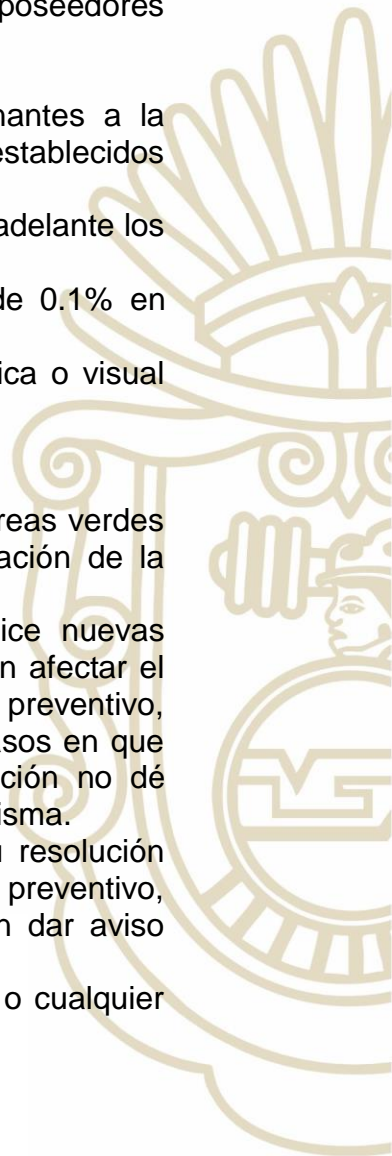 poseedores
nantes a la
establecidos
adelante los
de 0.1% en
ica o visual
reas verdes
ación de la
ice nuevas
n afectar el
preventivo,
asos en que
ción no dé
isma.
u resolución
preventivo,
n dar aviso
o cualquier